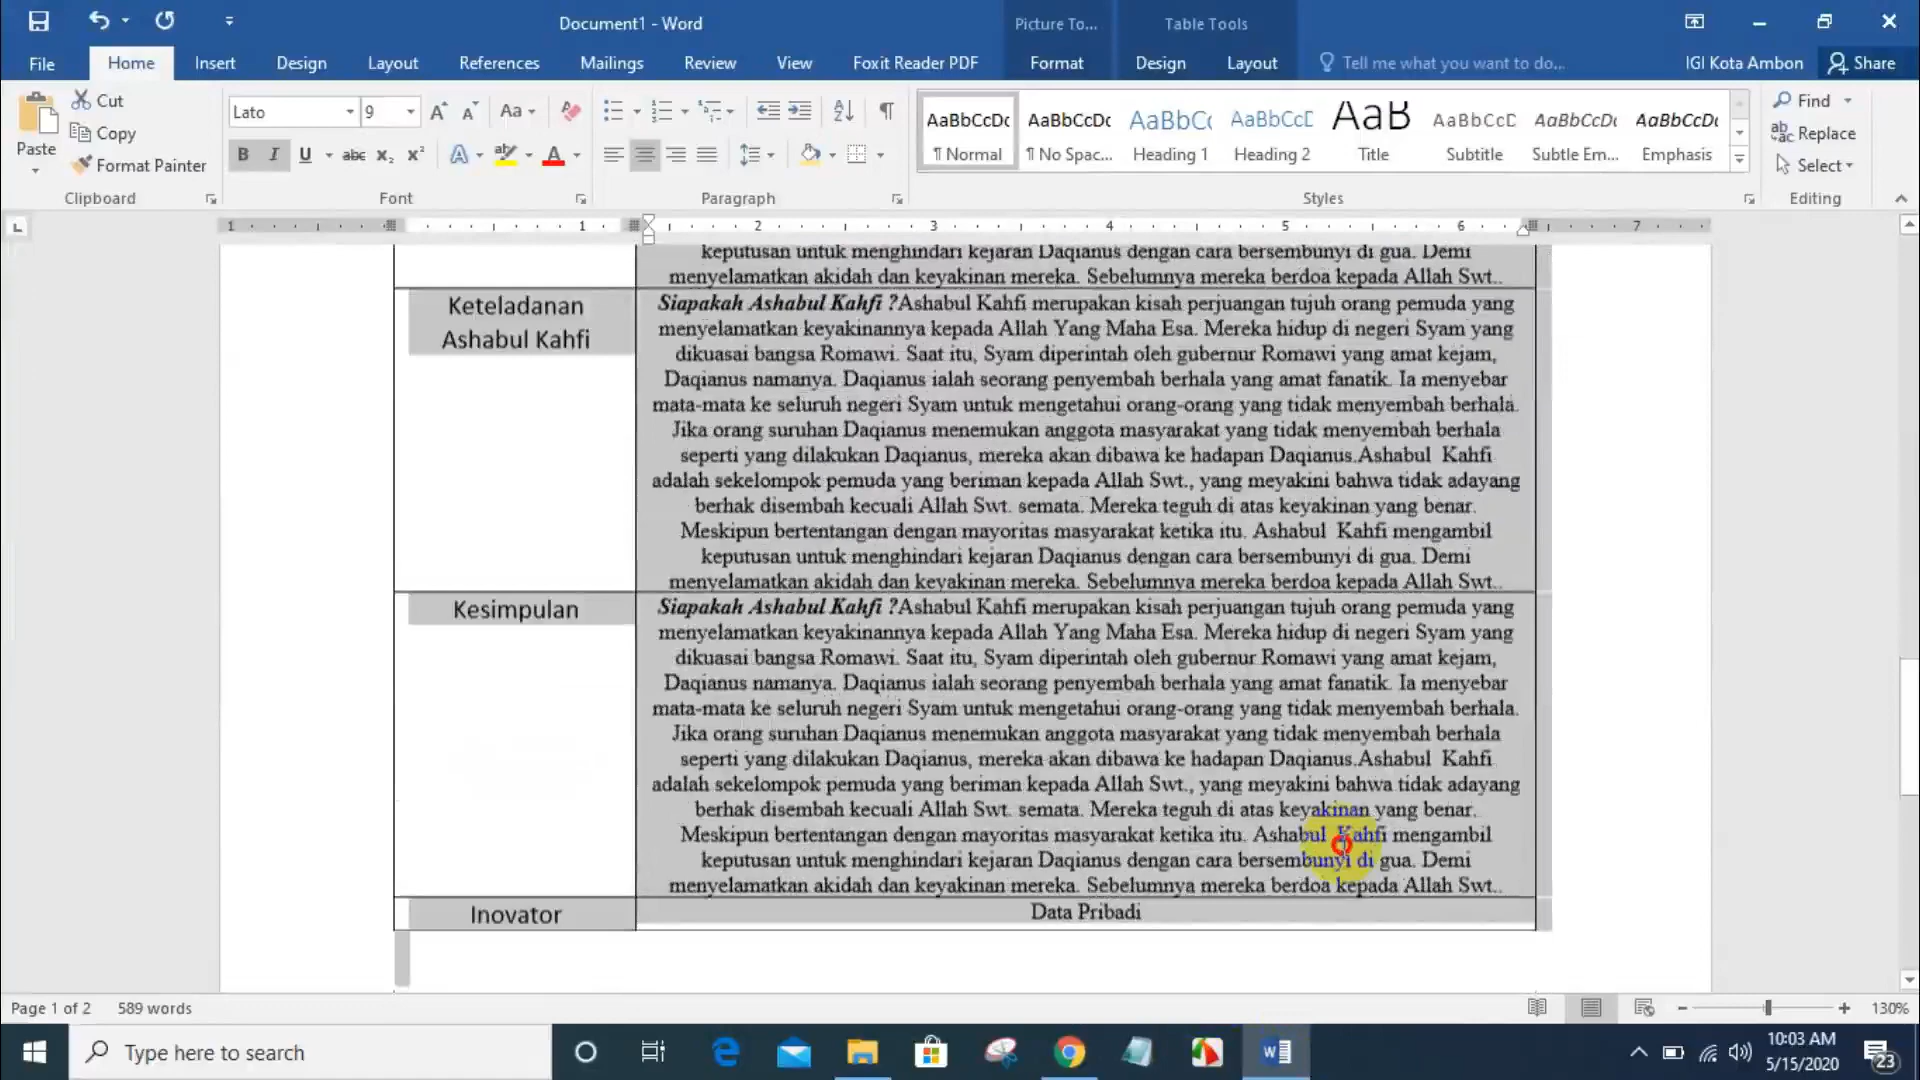 Document1 - Word
Picture To...
Table Tools
File
Home
Insert
Design
Layout
References
Mailings
Review
View
Foxit Reader PDF
Format
Design
Layout
Tell me what you want to do...
IGI Kota Ambon
Share
Paste
Cut
Copy
Format Painter
Clipboard
Lato
9
Font
Paragraph
AaBbCcDc
¶ Normal
AaBbCcDc
¶ No Spac...
AaBbC(
Heading 1
AaBbCcE
Heading 2
AaB
Title
AaBbCcD
Subtitle
AaBbCcDc
Subtle Em...
AaBbCcDc
Emphasis
Styles
Find
Replace
Select
Editing
1 1 2 3 4 5 6 7
keputusan untuk menghindari kejaran Daqianus dengan cara bersembunyi di gua. Demi
menyelamatkan akidah dan keyakinan mereka. Sebelumnya mereka berdoa kepada Allah Swt..
Keteladanan
Ashabul Kahfi
Siapakah Ashabul Kahfi ?Ashabul Kahfi merupakan kisah perjuangan tujuh orang pemuda yang
menyelamatkan keyakinannya kepada Allah Yang Maha Esa. Mereka hidup di negeri Syam yang
dikuasai bangsa Romawi. Saat itu, Syam diperintah oleh gubernur Romawi yang amat kejam,
Daqianus namanya. Daqianus ialah seorang penyembah berhala yang amat fanatik. Ia menyebar
mata-mata ke seluruh negeri Syam untuk mengetahui orang-orang yang tidak menyembah berhala.
Jika orang suruhan Daqianus menemukan anggota masyarakat yang tidak menyembah berhala
seperti yang dilakukan Daqianus, mereka akan dibawa ke hadapan Daqianus.Ashabul  Kahfi
adalah sekelompok pemuda yang beriman kepada Allah Swt., yang meyakini bahwa tidak adayang
berhak disembah kecuali Allah Swt. semata. Mereka teguh di atas keyakinan yang benar.
Meskipun bertentangan dengan mayoritas masyarakat ketika itu. Ashabul  Kahfi mengambil
keputusan untuk menghindari kejaran Daqianus dengan cara bersembunyi di gua. Demi
menyelamatkan akidah dan keyakinan mereka. Sebelumnya mereka berdoa kepada Allah Swt..
Kesimpulan
Siapakah Ashabul Kahfi ?Ashabul Kahfi merupakan kisah perjuangan tujuh orang pemuda yang
menyelamatkan keyakinannya kepada Allah Yang Maha Esa. Mereka hidup di negeri Syam yang
dikuasai bangsa Romawi. Saat itu, Syam diperintah oleh gubernur Romawi yang amat kejam,
Daqianus namanya. Daqianus ialah seorang penyembah berhala yang amat fanatik. Ia menyebar
mata-mata ke seluruh negeri Syam untuk mengetahui orang-orang yang tidak menyembah berhala.
Jika orang suruhan Daqianus menemukan anggota masyarakat yang tidak menyembah berhala
seperti yang dilakukan Daqianus, mereka akan dibawa ke hadapan Daqianus.Ashabul  Kahfi
adalah sekelompok pemuda yang beriman kepada Allah Swt., yang meyakini bahwa tidak adayang
berhak disembah kecuali Allah Swt. semata. Mereka teguh di atas keyakinan yang benar.
Meskipun bertentangan dengan mayoritas masyarakat ketika itu. Ashabul  Kahfi mengambil
keputusan untuk menghindari kejaran Daqianus dengan cara bersembunyi di gua. Demi
menyelamatkan akidah dan keyakinan mereka. Sebelumnya mereka berdoa kepada Allah Swt..
Inovator
Data Pribadi
Page 1 of 2
589 words
130%
Type here to search
10:03 AM
5/15/2020
23